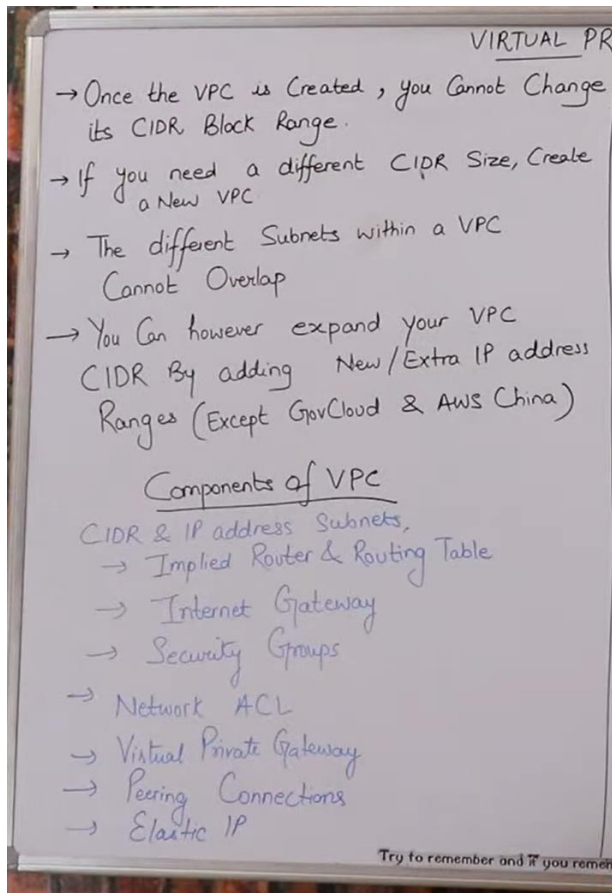 VIRTUAL PR
→ Once the VPC is Created, you Cannot Change
its CIDR Block Range.
→ If you need a different CIDR Size, Create
a New VPC
→ The different Subnets within a VPC
Cannot Overlap
→ You Can however expand your VPC
CIDR By adding New/Extra IP address
Ranges (Except GovCloud & AWS China)
Components of VPC
CIDR & IP address Subnets,
→ Implied Router & Routing Table
→ Internet Gateway
→ Security Groups
→ Network ACL
→ Virtual Private Gateway
→ Peering Connections
→ Elastic IP
Try to remember and if you remem